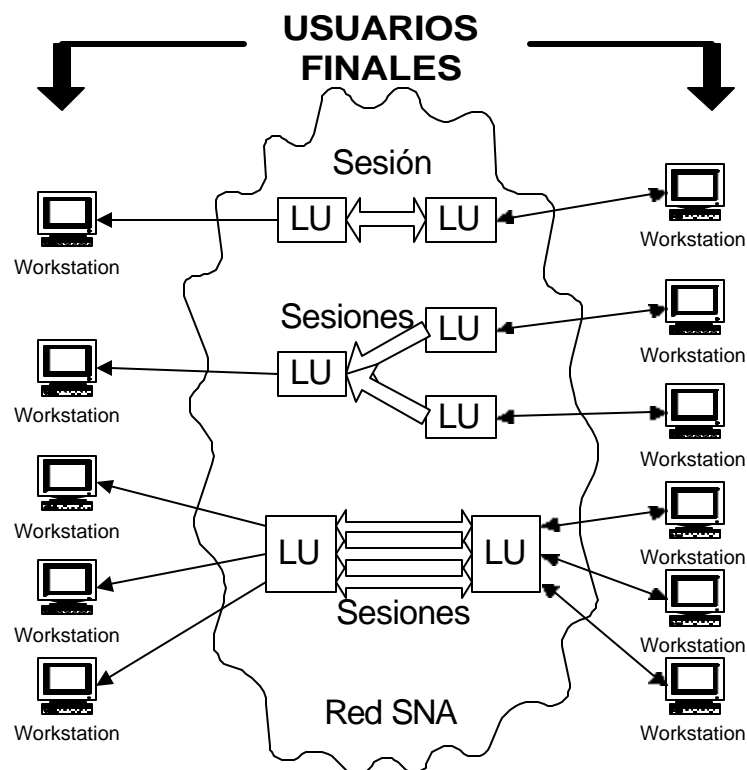 USUARIOS
FINALES
Sesión
LU
LU
Workstation
Workstation
Sesiones
LU
LU
Workstation
Workstation
LU
Workstation
Workstation
LU
LU
Workstation
Workstation
Sesiones
Workstation
Workstation
Red SNA
Workstation